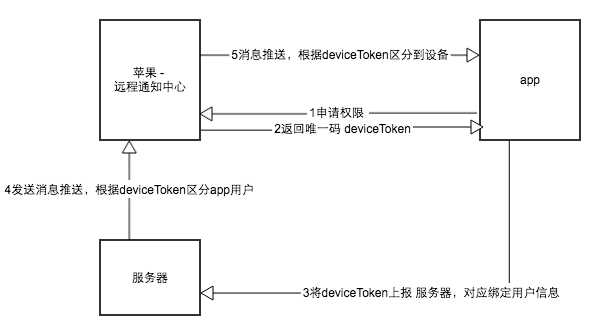 苹果 -
远程通知中心
5消息推送，根据deviceToken区分到设备
app
1申请权限
2返回唯一码 deviceToken
4发送消息推送，根据deviceToken区分app用户
服务器
3将deviceToken上报 服务器，对应绑定用户信息